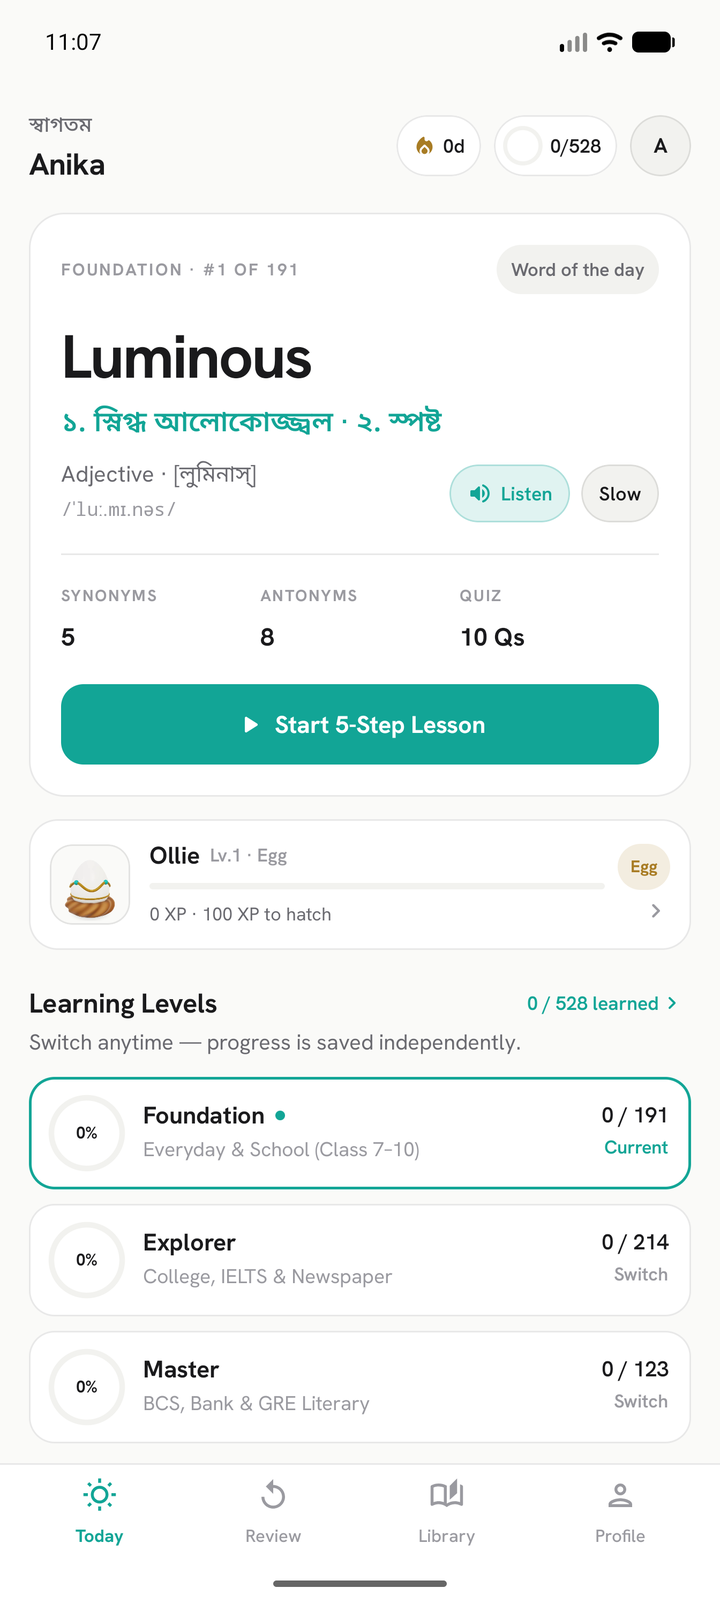 11:07
স্বাগতম
Anika
0d
0/528
A
FOUNDATION · #1 OF 191
Word of the day
Luminous
১. স্নিগ্ধ আলোকোজ্জ্বল · ২. স্পষ্ট
Adjective · [লুমিনাস্]
/ˈluː.mɪ.nəs/
Listen
Slow
SYNONYMS
ANTONYMS
QUIZ
5
8
10 Qs
Start 5-Step Lesson
Ollie Lv.1 · Egg
Egg
0 XP · 100 XP to hatch
Learning Levels
0 / 528 learned
Switch anytime — progress is saved independently.
0%
Foundation
0 / 191
Everyday & School (Class 7–10)
Current
0%
Explorer
0 / 214
College, IELTS & Newspaper
Switch
0%
Master
0 / 123
BCS, Bank & GRE Literary
Switch
Today
Review
Library
Profile